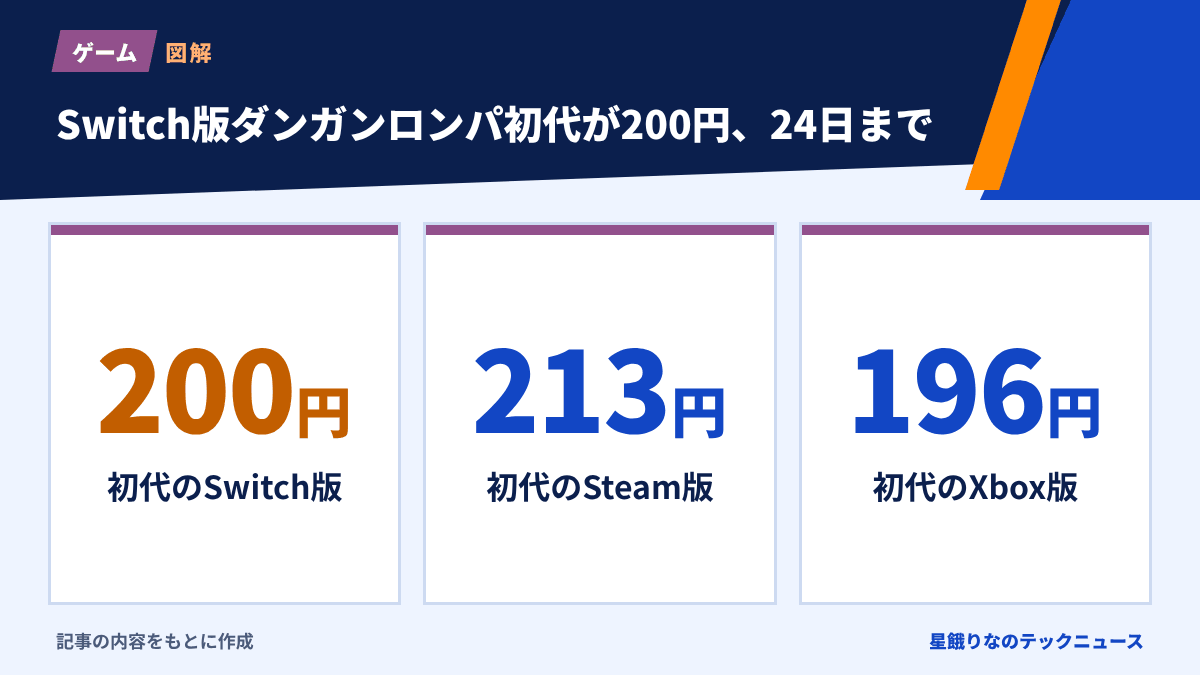 ゲーム 図解
Switch版ダンガンロンパ初代が200円、24日まで
200円
初代のSwitch版
213円
初代のSteam版
196円
初代のXbox版
記事の内容をもとに作成
星餓りなのテックニュース